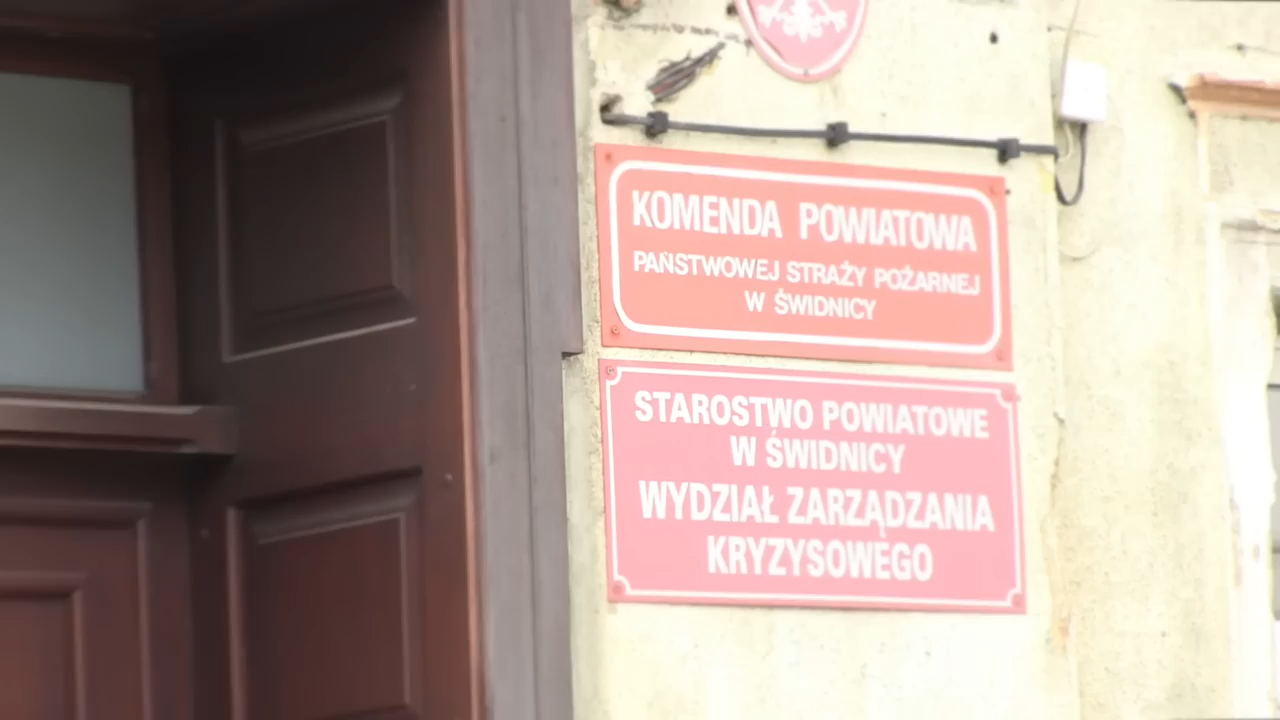 KOMENDA POWIATOWA
PAŃSTWOWEJ STRAŻY POŻARNEJ
W ŚWIDNICY
STAROSTWO POWIATOWE
W ŚWIDNICY
WYDZIAŁ ZARZĄDZANIA
KRYZYSOWEGO